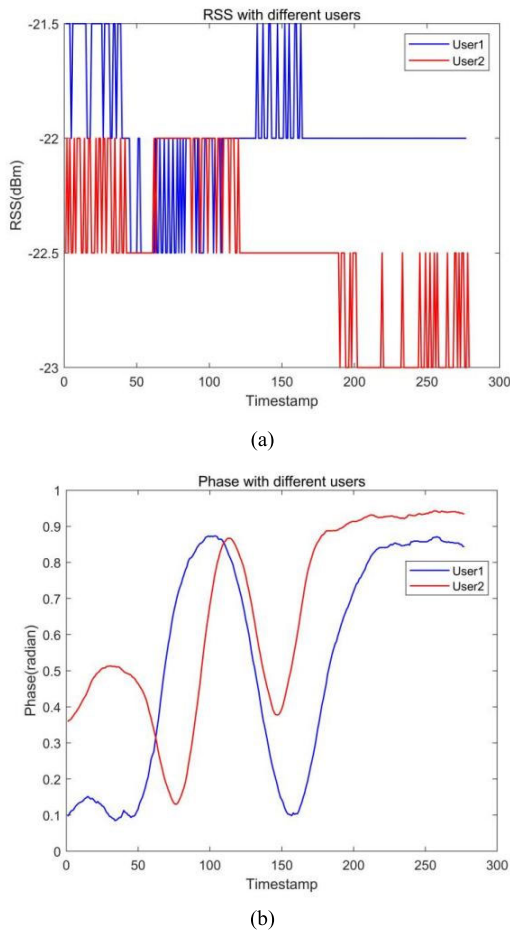 RSS with different users
-21.5
-22
-22.5
-23
RSS(dBm)
User1
User2
0 50 100 150 200 250 300
Timestamp
(a)
Phase with different users
1
0.9
0.8
0.7
0.6
0.5
0.4
0.3
0.2
0.1
0
Phase(radian)
User1
User2
0 50 100 150 200 250 300
Timestamp
(b)